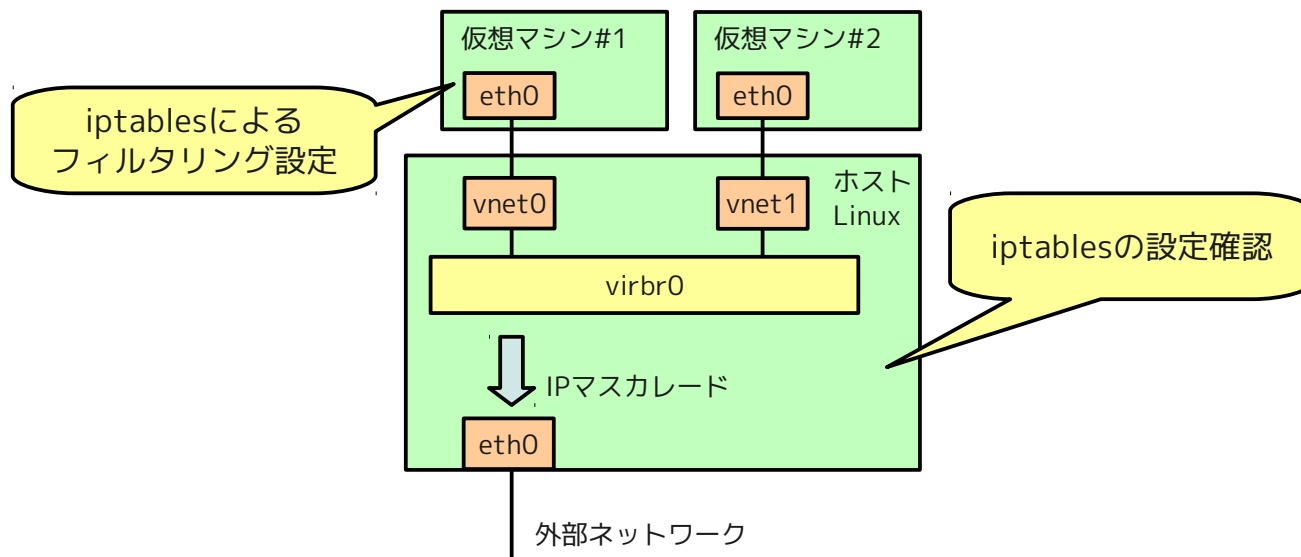 仮想マシン#1
仮想マシン#2
eth0
eth0
iptablesによる
フィルタリング設定
vnet0
vnet1
ホスト
Linux
iptablesの設定確認
virbr0
IPマスカレード
eth0
外部ネットワーク